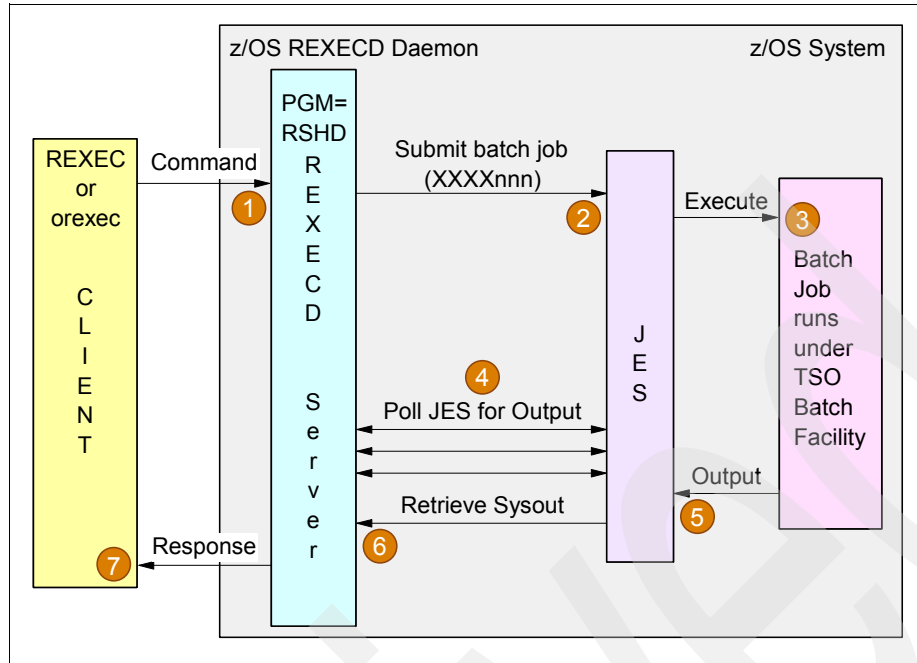 z/OS REXECD Daemon
z/OS System
REXEC
or
orexec
C
L
I
E
N
T
Command
1
PGM=
RSHD
R
E
X
E
C
D
S
e
r
v
e
r
Submit batch job
(XXXXnnn)
2
J
E
S
Execute
3
Batch
Job
runs
under
TSO
Batch
Facility
4
Poll JES for Output
Output
5
Retrieve Sysout
6
Response
7